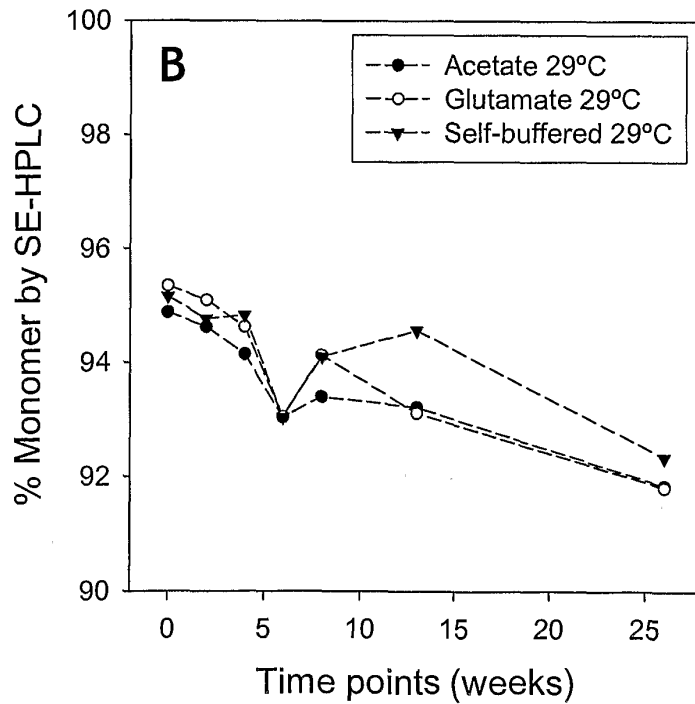 B
Acetate 29ºC
Glutamate 29ºC
Self-buffered 29ºC
% Monomer by SE-HPLC
100
98
96
94
92
90
0 5 10 15 20 25
Time points (weeks)